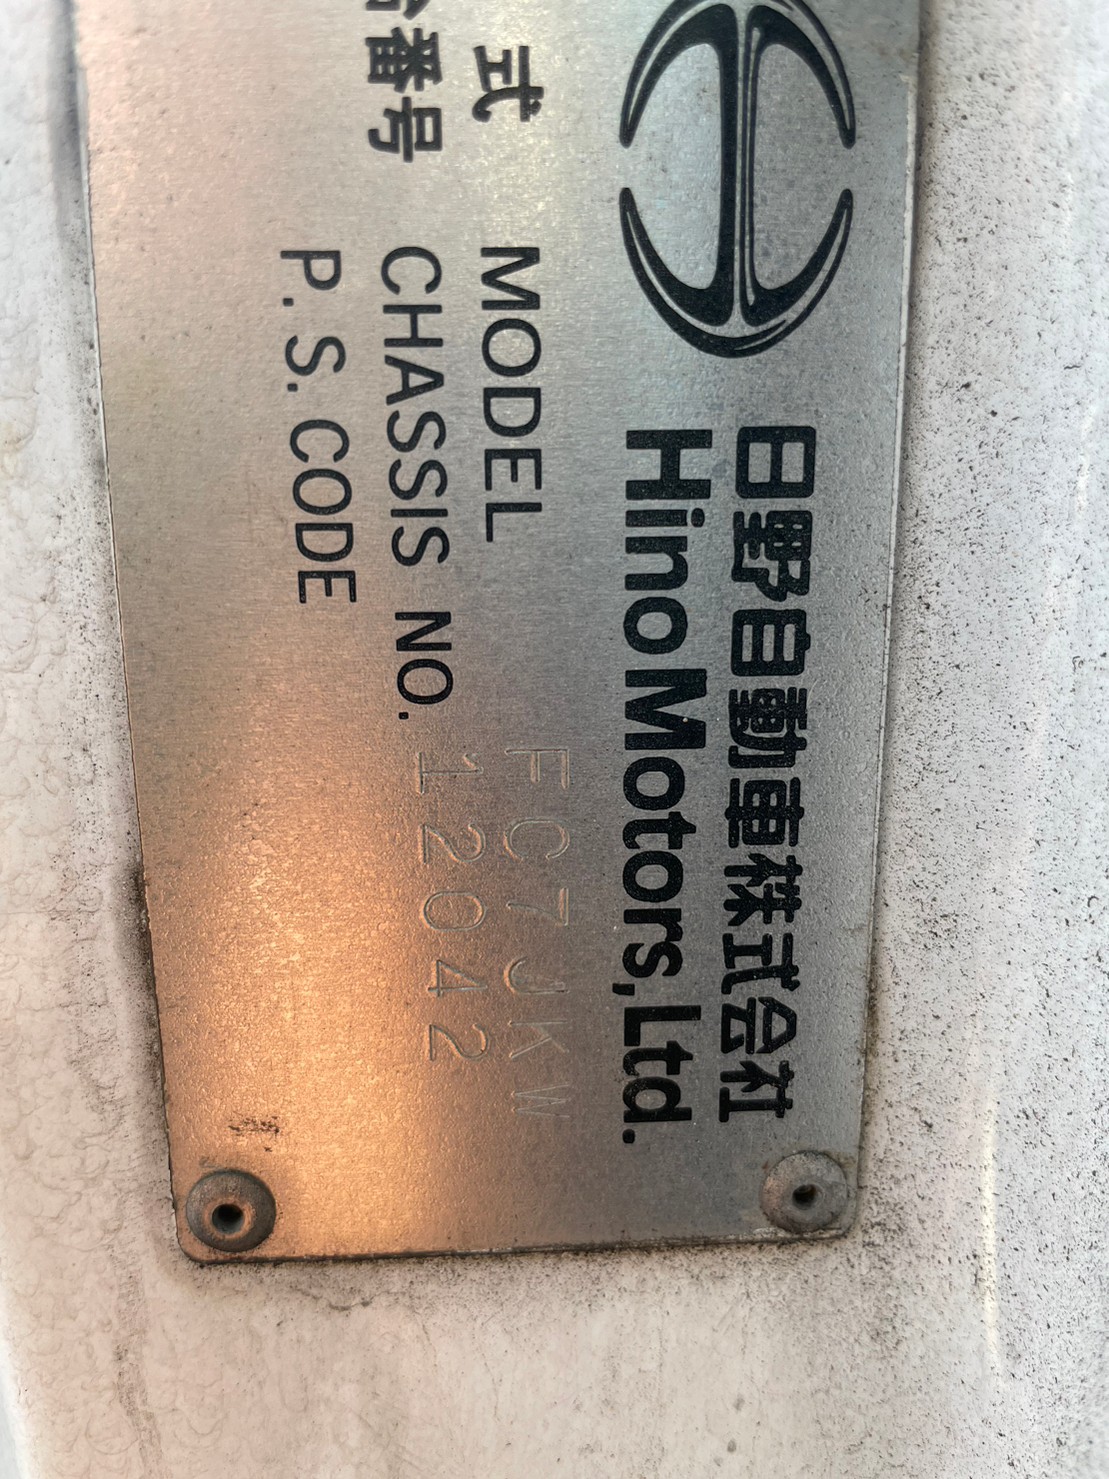 日野自動車株式会社
Hino Motors, Ltd.
式 MODEL FC7JKW
番号 CHASSIS NO. 12042
P. S. CODE